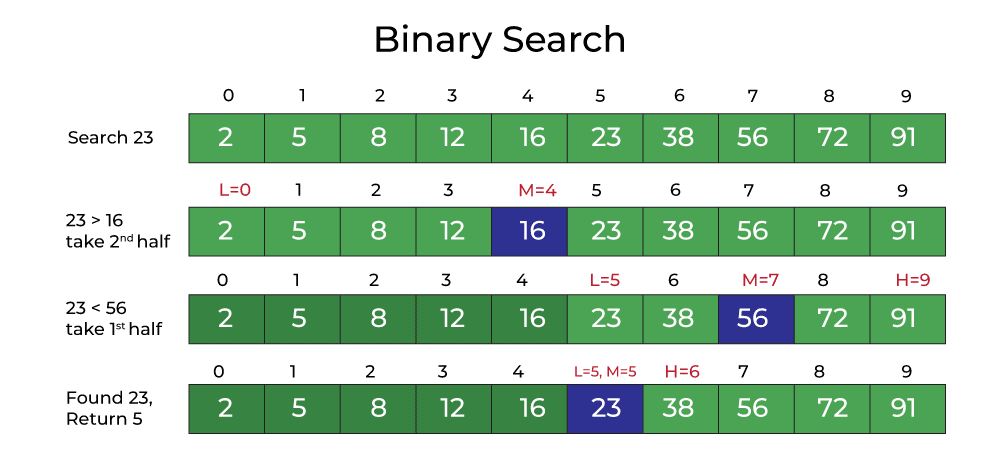 Binary Search
0 1 2 3 4 5 6 7 8 9
Search 23
2 5 8 12 16 23 38 56 72 91
L=0 1 2 3 M=4 5 6 7 8 9
23 > 16
take 2nd half
2 5 8 12 16 23 38 56 72 91
0 1 2 3 4 L=5 6 M=7 8 H=9
23 < 56
take 1st half
2 5 8 12 16 23 38 56 72 91
0 1 2 3 4 L=5, M=5 H=6 7 8 9
Found 23,
Return 5
2 5 8 12 16 23 38 56 72 91